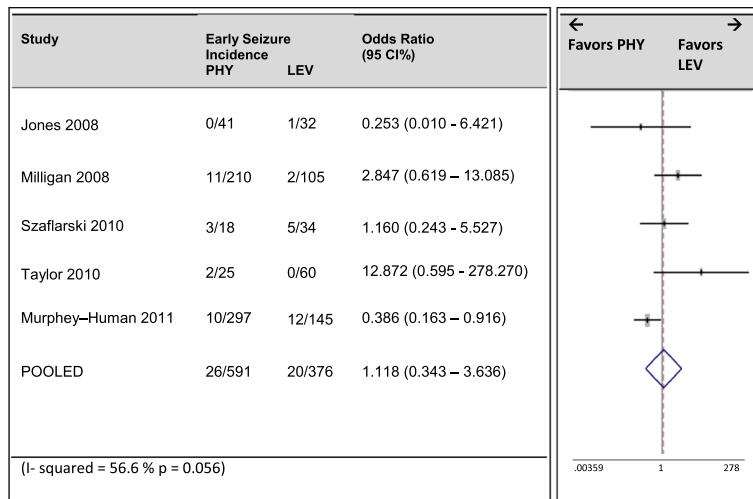 Study Early Seizure Incidence PHY LEV Odds Ratio (95 CI%)
← →
Favors PHY Favors LEV
Jones 2008 0/41 1/32 0.253 (0.010 - 6.421)
Milligan 2008 11/210 2/105 2.847 (0.619 – 13.085)
Szaflarski 2010 3/18 5/34 1.160 (0.243 - 5.527)
Taylor 2010 2/25 0/60 12.872 (0.595 - 278.270)
Murphey–Human 2011 10/297 12/145 0.386 (0.163 – 0.916)
POOLED 26/591 20/376 1.118 (0.343 – 3.636)
(I- squared = 56.6 % p = 0.056)
.00359 1 278